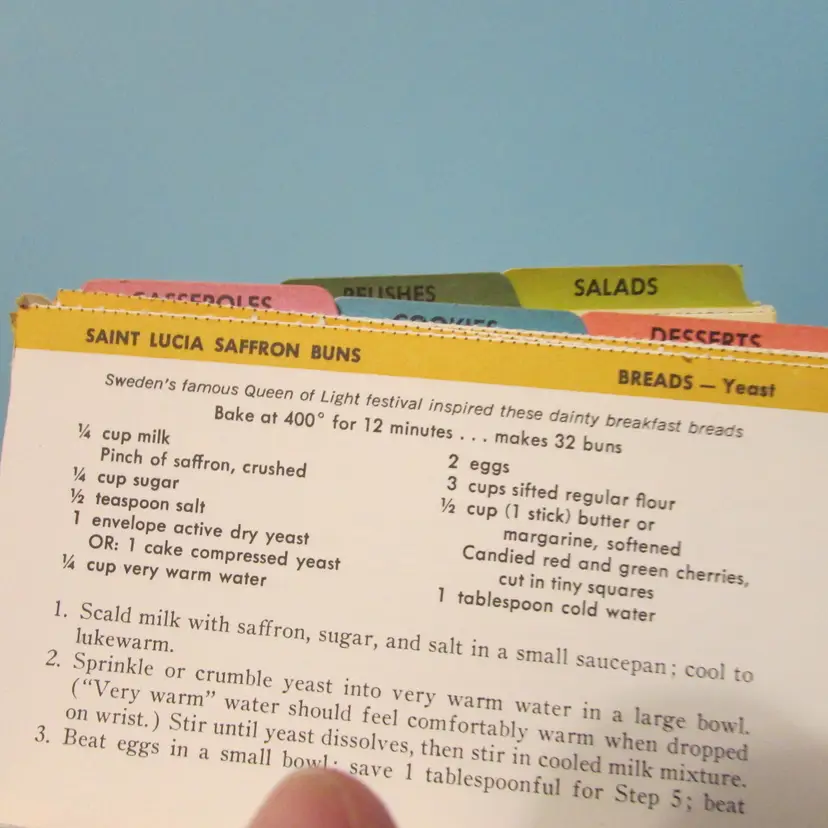 CASSEROLES
RELISHES
SALADS
COOKIES
DESSERTS
SAINT LUCIA SAFFRON BUNS
BREADS — Yeast
Sweden's famous Queen of Light festival inspired these dainty breakfast breads
Bake at 400° for 12 minutes . . . makes 32 buns
¼ cup milk
Pinch of saffron, crushed
¼ cup sugar
½ teaspoon salt
1 envelope active dry yeast
OR: 1 cake compressed yeast
¼ cup very warm water
2 eggs
3 cups sifted regular flour
½ cup (1 stick) butter or
margarine, softened
Candied red and green cherries,
cut in tiny squares
1 tablespoon cold water
1. Scald milk with saffron, sugar, and salt in a small saucepan; cool to
lukewarm.
2. Sprinkle or crumble yeast into very warm water in a large bowl.
("Very warm" water should feel comfortably warm when dropped
on wrist.) Stir until yeast dissolves, then stir in cooled milk mixture.
3. Beat eggs in a small bowl; save 1 tablespoonful for Step 5; beat